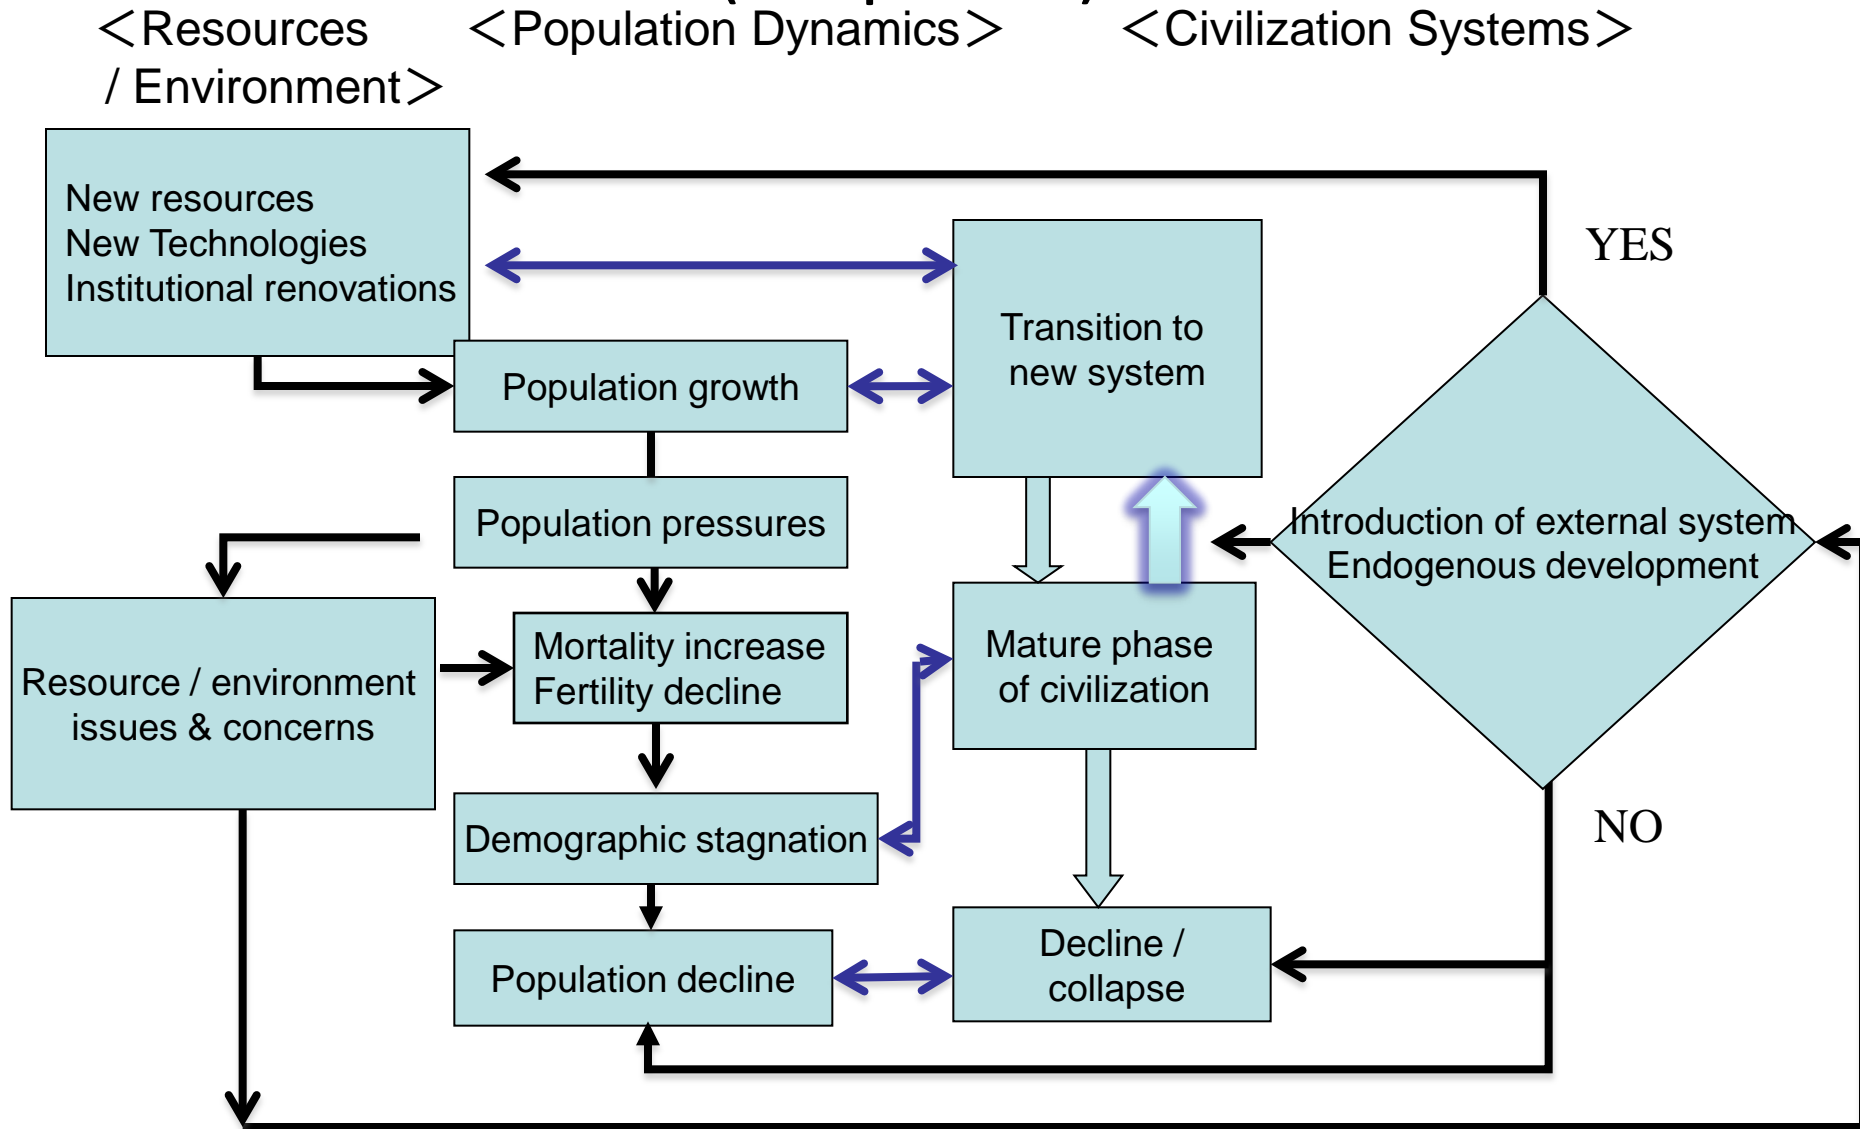 ＜Resources
/ Environment＞
＜Population Dynamics＞
＜Civilization Systems＞
New resources
New Technologies
Institutional renovations
YES
Transition to
new system
Population growth
Population pressures
Introduction of external system
Endogenous development
Mortality increase
Fertility decline
Mature phase
of civilization
Resource / environment
issues & concerns
Demographic stagnation
NO
Population decline
Decline /
collapse